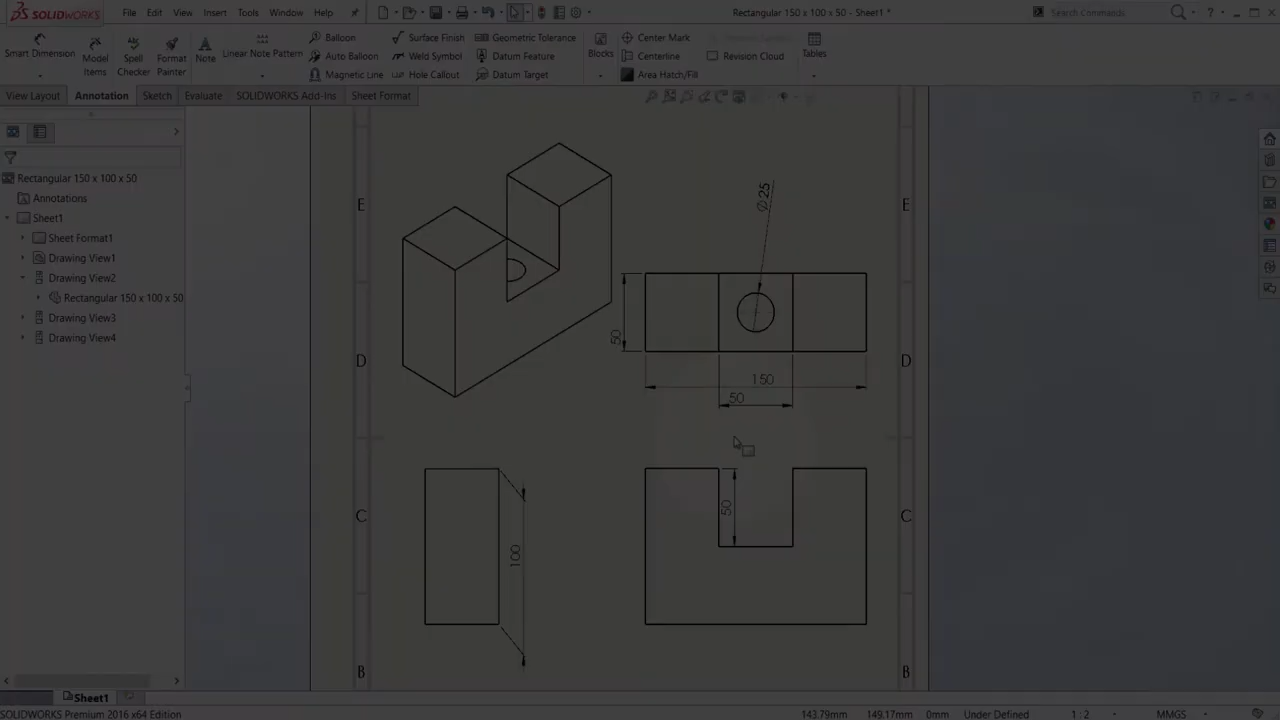 SOLIDWORKS File Edit View Insert Tools Window Help Rectangular 150 x 100 x 50 - Sheet1 * Search Commands ?
Smart Dimension
Model Items
Spell Checker
Format Painter
Note
Linear Note Pattern
Balloon
Auto Balloon
Magnetic Line
Surface Finish
Weld Symbol
Hole Callout
Geometric Tolerance
Datum Feature
Datum Target
Blocks
Center Mark
Centerline
Area Hatch/Fill
Revision Cloud
Tables
View Layout Annotation Sketch Evaluate SOLIDWORKS Add-Ins Sheet Format
Rectangular 150 x 100 x 50
Annotations
Sheet1
Sheet Format1
Drawing View1
Drawing View2
Rectangular 150 x 100 x 50
Drawing View3
Drawing View4
E E
Ø25
50
D D
150
50
C C
50
100
B B
Sheet1
SOLIDWORKS Premium 2016 x64 Edition 143.79mm 149.17mm 0mm Under Defined 1 : 2 MMGS